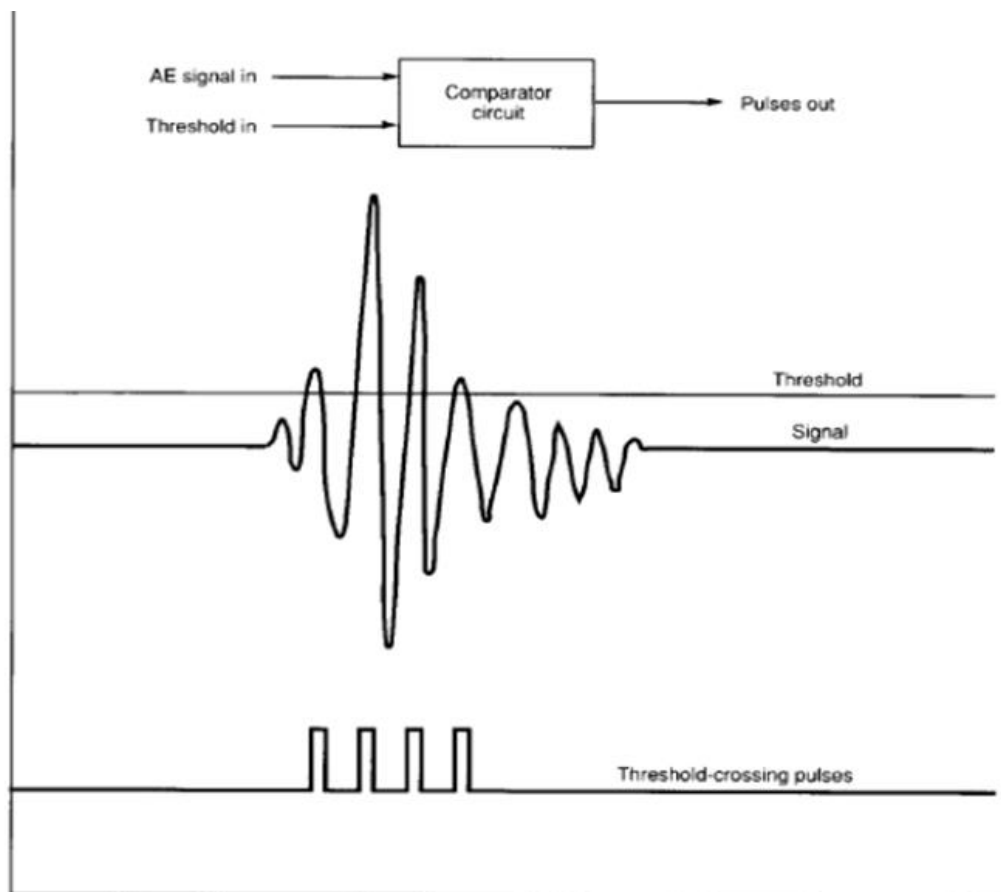 AE signal in
Threshold in
Comparator
circuit
Pulses out
Threshold
Signal
Threshold-crossing pulses